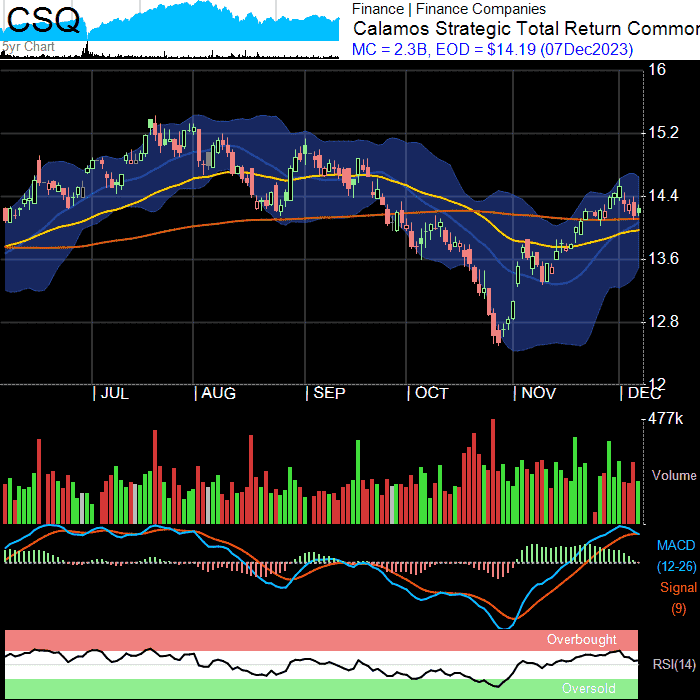 CSQ
5yr Chart
Finance | Finance Companies
Calamos Strategic Total Return Common
MC = 2.3B, EOD = $14.19 (07Dec2023)
16
15.2
14.4
13.6
12.8
12
JUL AUG SEP OCT NOV DEC
477k
Volume
MACD
(12-26)
Signal
(9)
Overbought
RSI(14)
Oversold